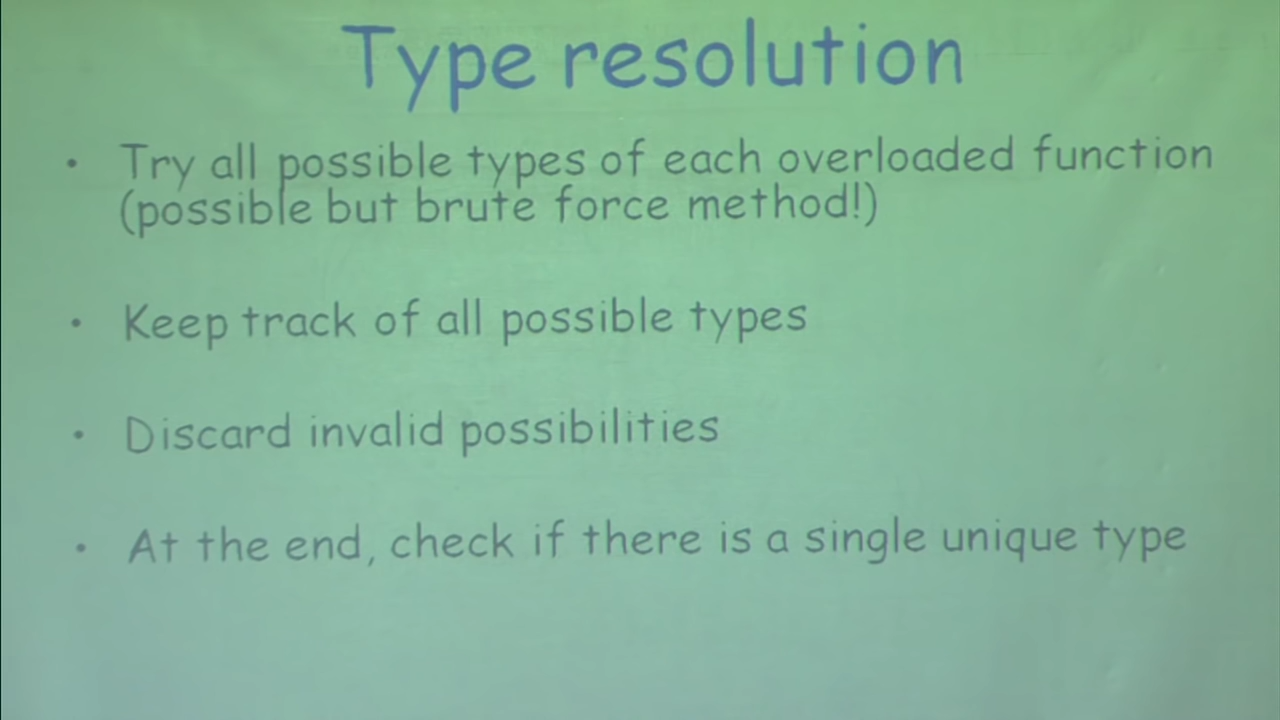 Type resolution
• Try all possible types of each overloaded function
(possible but brute force method!)
• Keep track of all possible types
• Discard invalid possibilities
• At the end, check if there is a single unique type